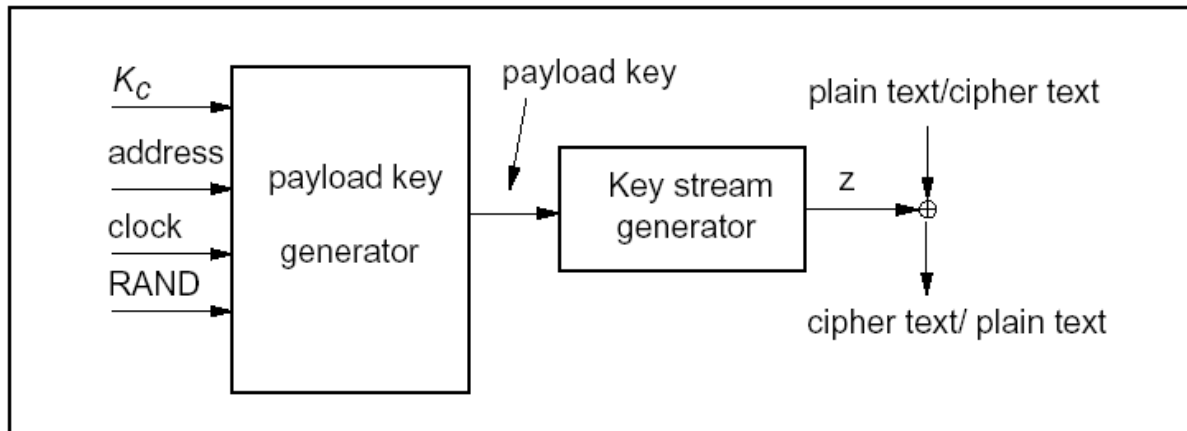 K_C
address
clock
RAND
payload key
generator
payload key
Key stream
generator
z
plain text/cipher text
cipher text/ plain text